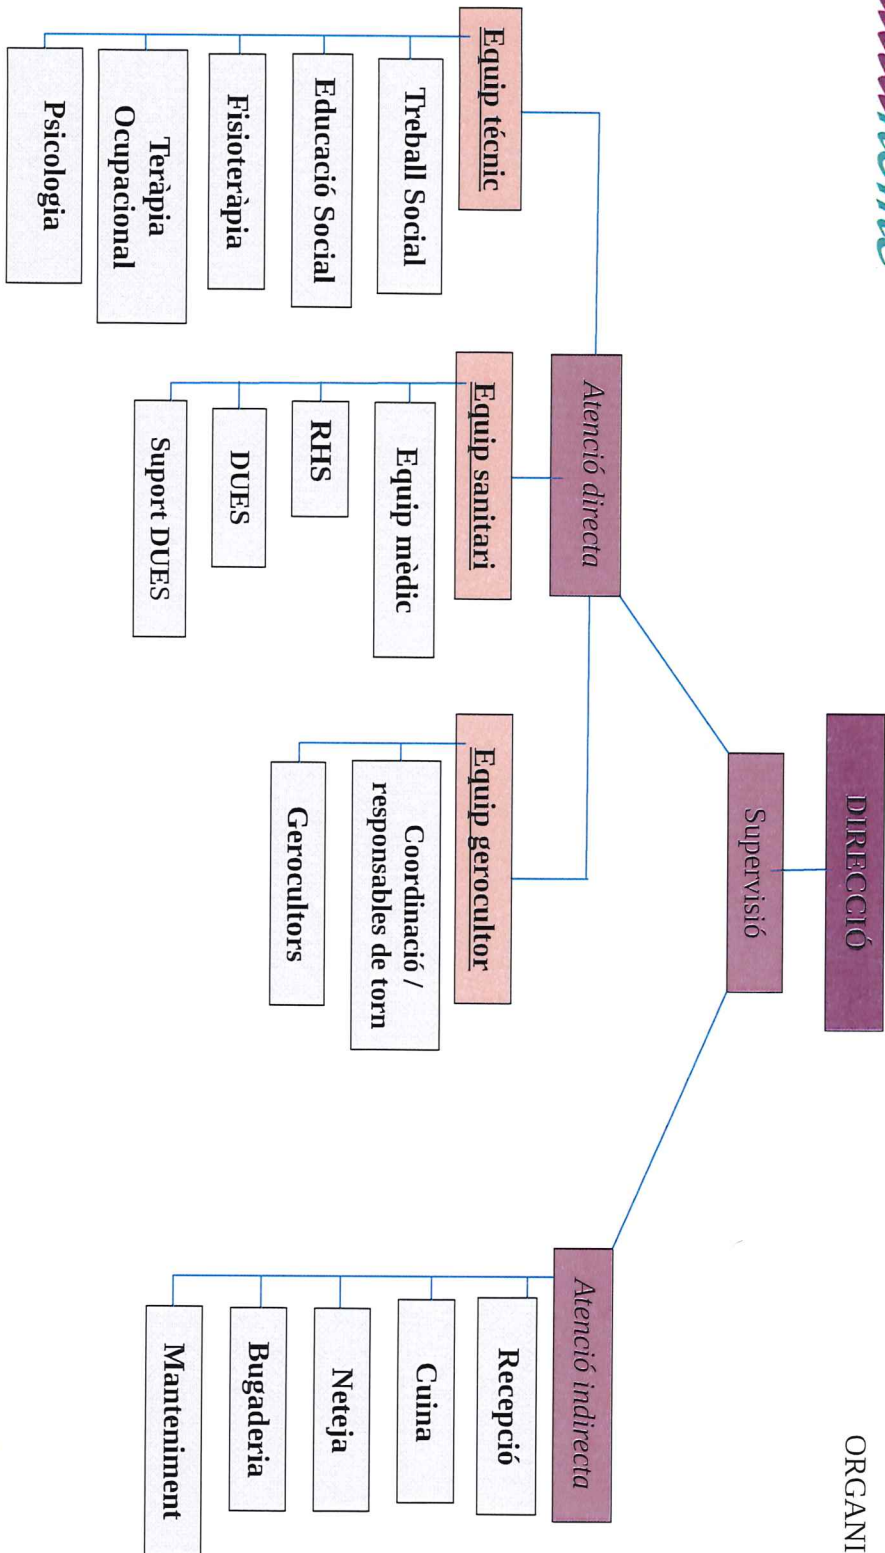 DIRECCIÓ
Supervisió
Atenció directa
Atenció indirecta
Equip técnic
Treball Social
Educació Social
Fisioteràpia
Teràpia
Ocupacional
Psicologia
Equip sanitari
Equip mèdic
RHS
DUES
Suport DUES
Equip gerocultor
Coordinació /
responsables de torn
Gerocultors
Recepció
Cuina
Neteja
Bugaderia
Manteniment
ORGANI